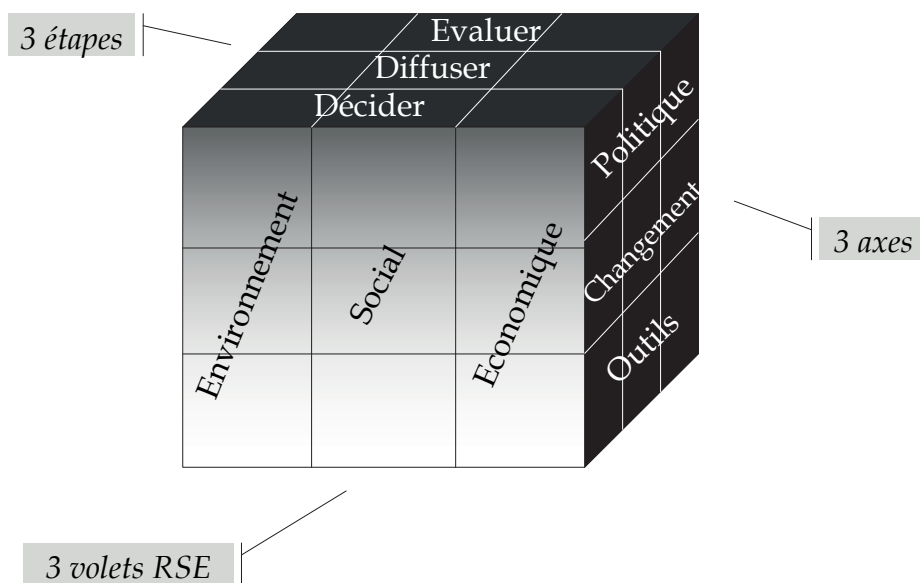 3 étapes
Evaluer
Diffuser
Décider
Politique
Changement
Outils
3 axes
Environnement
Social
Economique
3 volets RSE